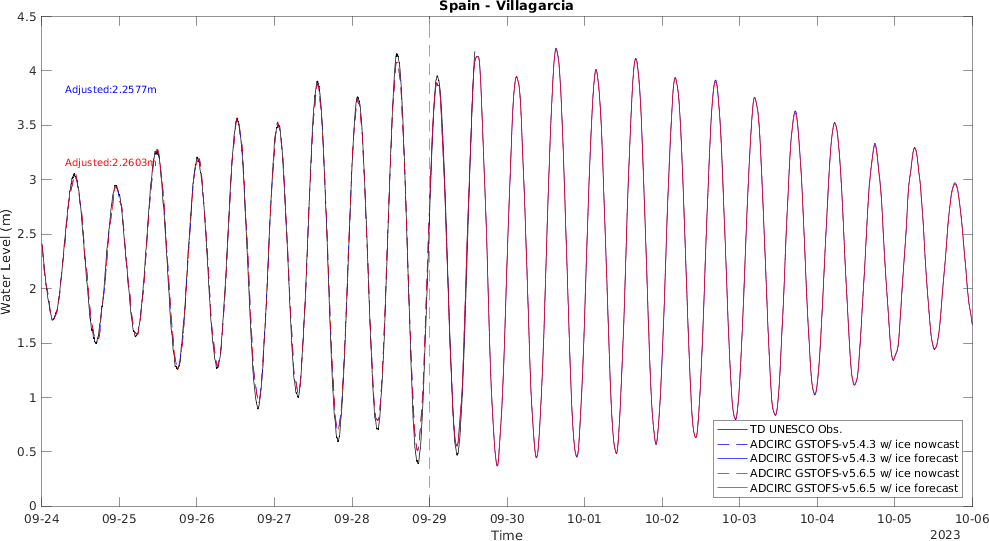 Spain - Villagarcia
4.5
4
3.5
3
2.5
2
1.5
1
0.5
0
Water Level (m)
Adjusted:2.2577m
Adjusted:2.2603m
TD UNESCO Obs.
ADCIRC GSTOFS-v5.4.3 w/ ice nowcast
ADCIRC GSTOFS-v5.4.3 w/ ice forecast
ADCIRC GSTOFS-v5.6.5 w/ ice nowcast
ADCIRC GSTOFS-v5.6.5 w/ ice forecast
09-24 09-25 09-26 09-27 09-28 09-29 09-30 10-01 10-02 10-03 10-04 10-05 10-06
Time
2023